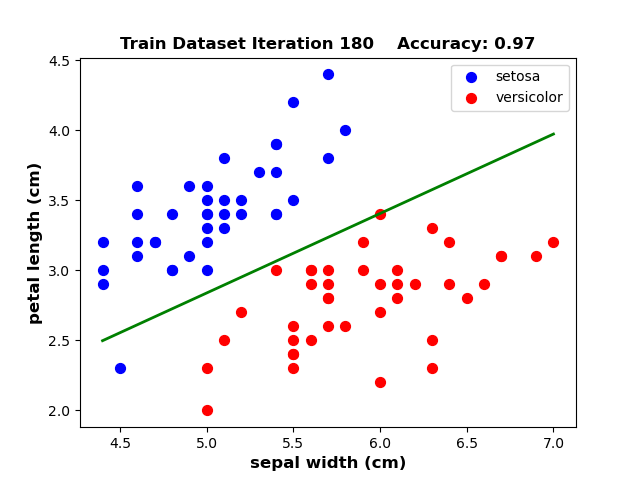 Train Dataset Iteration 180    Accuracy: 0.97
setosa
versicolor
petal length (cm)
4.5
4.0
3.5
3.0
2.5
2.0
4.5 5.0 5.5 6.0 6.5 7.0
sepal width (cm)